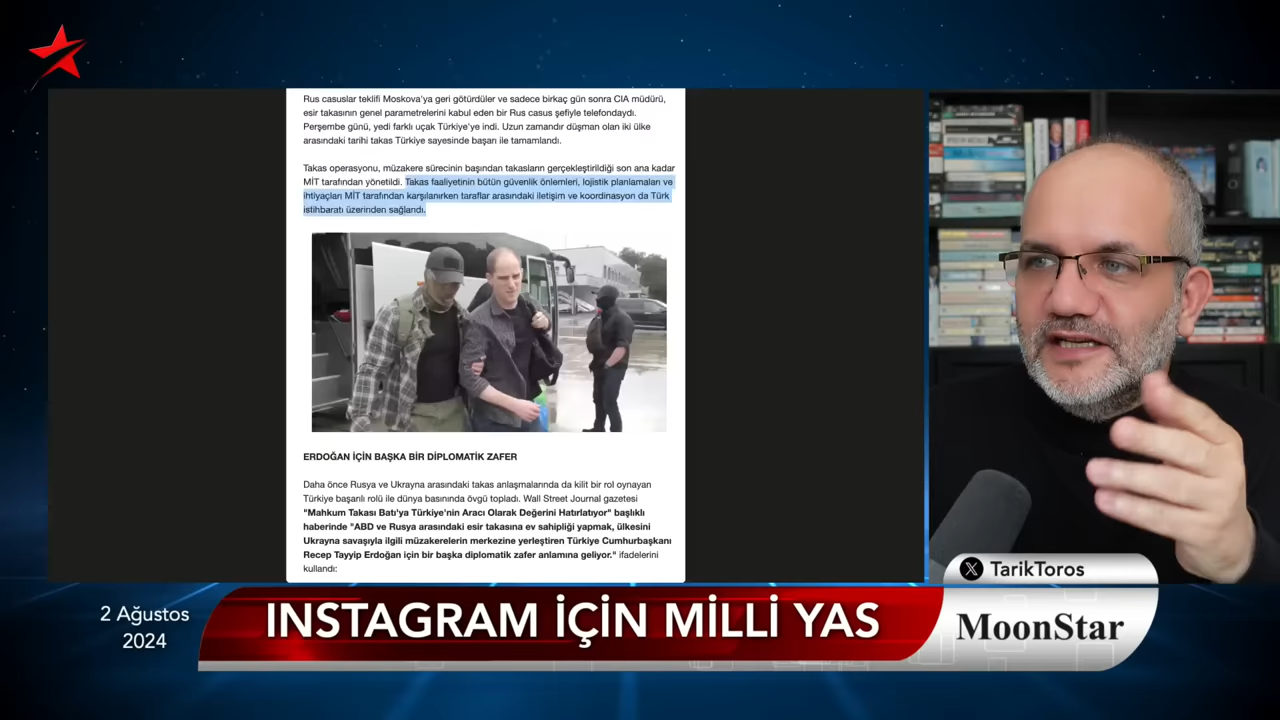 Rus casuslar teklifi Moskova'ya geri götürdüler ve sadece birkaç gün sonra CIA müdürü,
esir takasının genel parametrelerini kabul eden bir Rus casus şefiyle telefondaydı.
Perşembe günü, yedi farklı uçak Türkiye'ye indi. Uzun zamandır düşman olan iki ülke
arasındaki tarihi takas Türkiye sayesinde başarı ile tamamlandı.
Takas operasyonu, müzakere sürecinin başından takasların gerçekleştirildiği son ana kadar
MİT tarafından yönetildi. Takas faaliyetinin bütün güvenlik önlemleri, lojistik planlamaları ve
ihtiyaçları MİT tarafından karşılanırken taraflar arasındaki iletişim ve koordinasyon da Türk
istihbaratı üzerinden sağlandı.
ERDOĞAN İÇİN BAŞKA BİR DİPLOMATİK ZAFER
Daha önce Rusya ve Ukrayna arasındaki takas anlaşmalarında da kilit bir rol oynayan
Türkiye başarılı rolü ile dünya basınında övgü topladı. Wall Street Journal gazetesi
"Mahkum Takası Batı'ya Türkiye'nin Aracı Olarak Değerini Hatırlatıyor" başlıklı
haberinde "ABD ve Rusya arasındaki esir takasına ev sahipliği yapmak, ülkesini
Ukrayna savaşıyla ilgili müzakerelerin merkezine yerleştiren Türkiye Cumhurbaşkanı
Recep Tayyip Erdoğan için bir başka diplomatik zafer anlamına geliyor." ifadelerini
kullandı:
X TarikToros
2 Ağustos
2024
INSTAGRAM İÇİN MİLLİ YAS
MoonStar